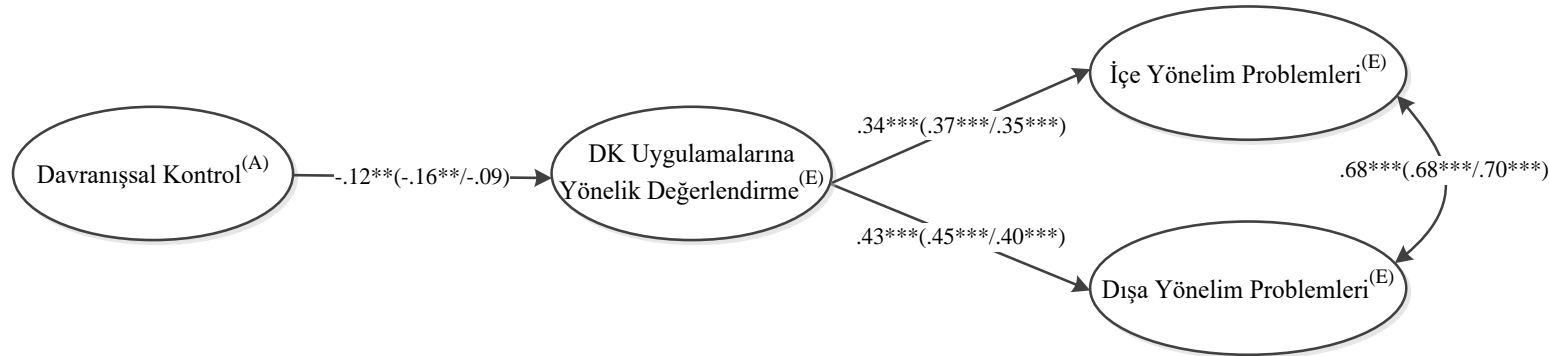 Davranışsal Kontrol(A)
-.12**(-.16**/-.09)
DK Uygulamalarına
Yönelik Değerlendirme(E)
.34***(.37***/.35***)
.43***(.45***/.40***)
İçe Yönelim Problemleri(E)
.68***(.68***/.70***)
Dışa Yönelim Problemleri(E)